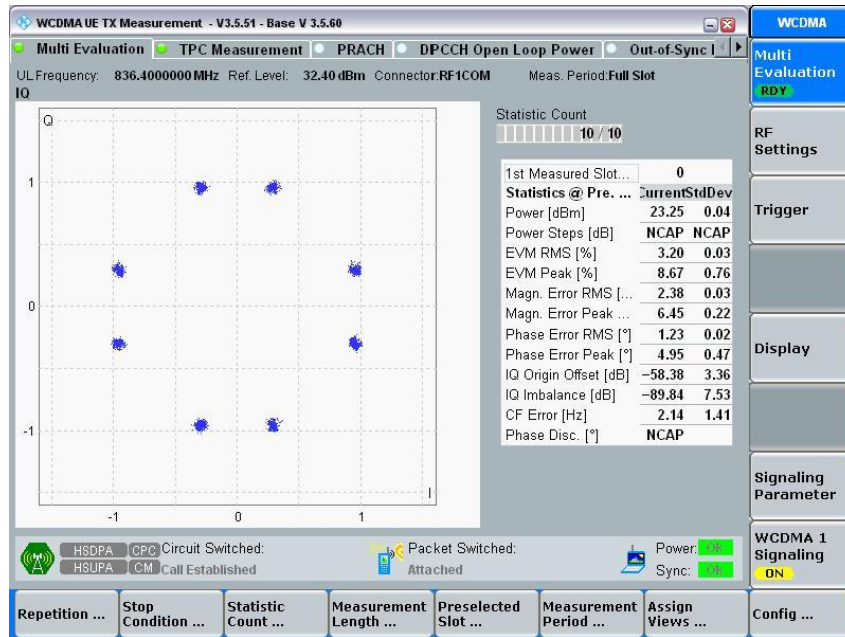 WCDMA UE TX Measurement - V3.5.51 - Base V 3.5.60
WCDMA
Multi Evaluation TPC Measurement PRACH DPCCH Open Loop Power Out-of-Sync
UL Frequency: 836.4000000 MHz Ref. Level: 32.40 dBm Connector: RF1COM Meas. Period: Full Slot
IQ
Multi Evaluation
RDY
Q
1
0
-1
-1 0 1
I
Statistic Count
10 / 10
1st Measured Slot... 0
Statistics @ Pre. ... Current StdDev
Power [dBm] 23.25 0.04
Power Steps [dB] NCAP NCAP
EVM RMS [%] 3.20 0.03
EVM Peak [%] 8.67 0.76
Magn. Error RMS [... 2.38 0.03
Magn. Error Peak ... 6.45 0.22
Phase Error RMS [°] 1.23 0.02
Phase Error Peak [°] 4.95 0.47
IQ Origin Offset [dB] −58.38 3.36
IQ Imbalance [dB] −89.84 7.53
CF Error [Hz] 2.14 1.41
Phase Disc. [°] NCAP
RF Settings
Trigger
Display
Signaling Parameter
WCDMA 1 Signaling
ON
HSDPA CPC Circuit Switched: Packet Switched: Power: OK
HSUPA CM Call Established Attached Sync: OK
Repetition ...
Stop Condition ...
Statistic Count ...
Measurement Length ...
Preselected Slot ...
Measurement Period ...
Assign Views ...
Config ...